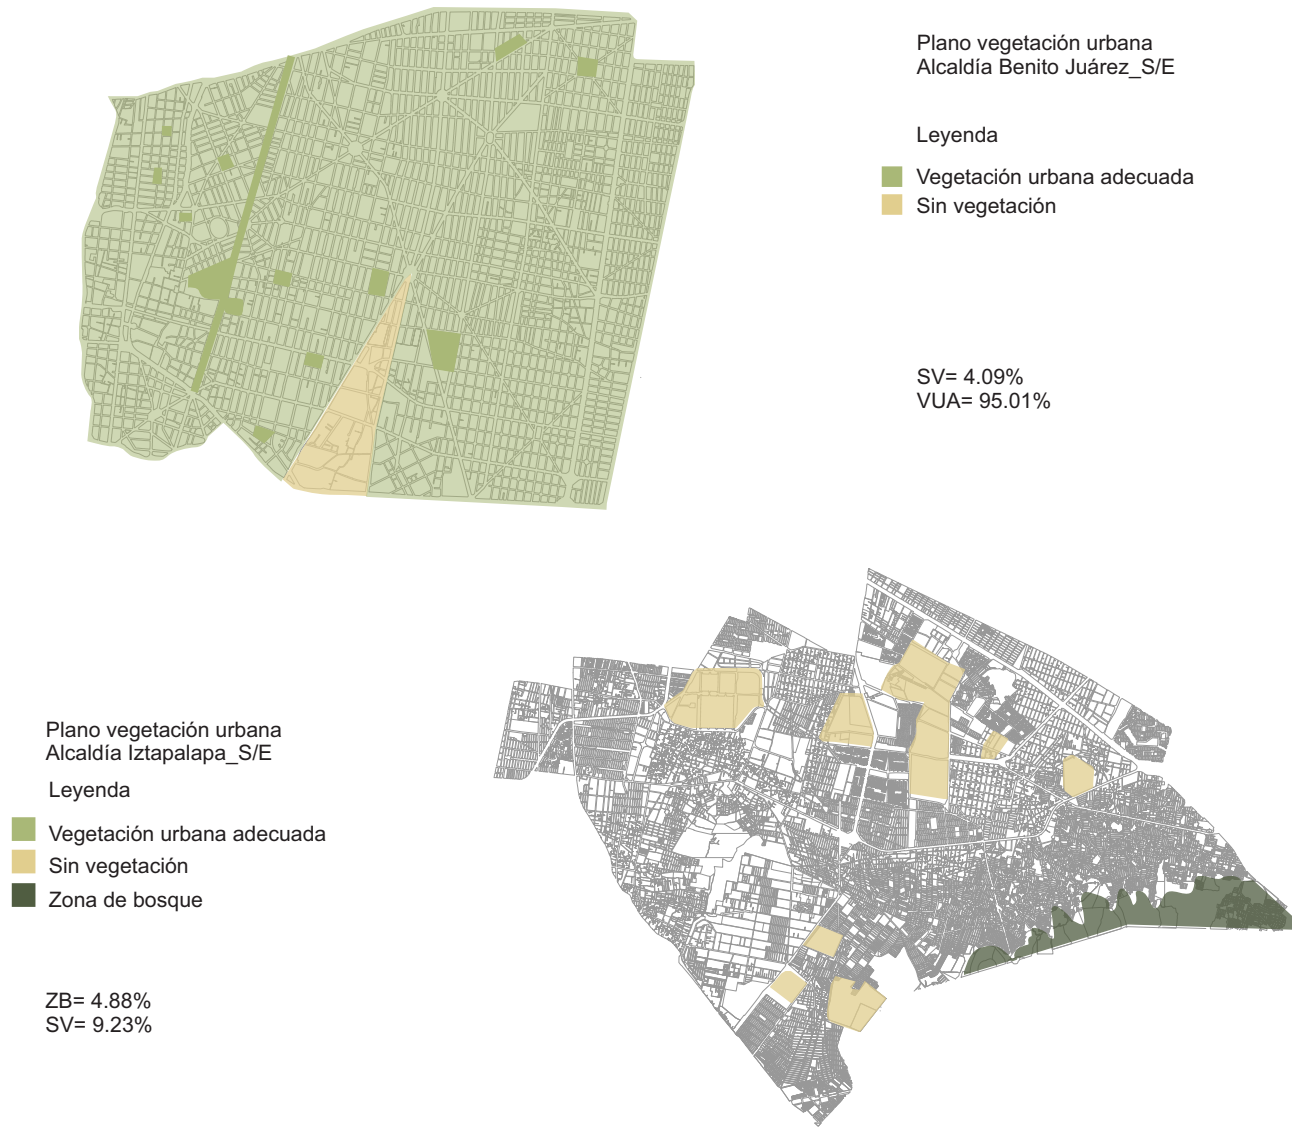 Plano vegetación urbana
Alcaldía Benito Juárez_S/E
Leyenda
Vegetación urbana adecuada
Sin vegetación
SV= 4.09%
VUA= 95.01%
Plano vegetación urbana
Alcaldía Iztapalapa_S/E
Leyenda
Vegetación urbana adecuada
Sin vegetación
Zona de bosque
ZB= 4.88%
SV= 9.23%